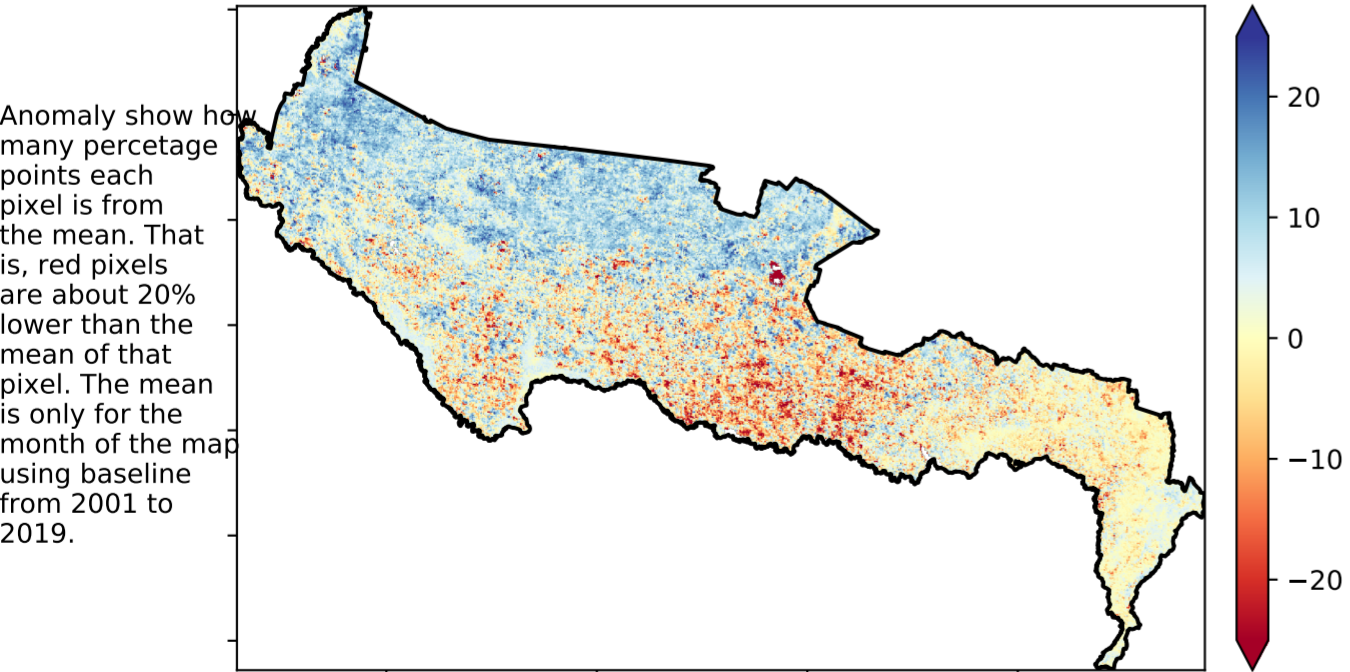 Anomaly show how
many percetage
points each
pixel is from
the mean. That
is, red pixels
are about 20%
lower than the
mean of that
pixel. The mean
is only for the
month of the map
using baseline
from 2001 to
2019.
20
10
0
−10
−20